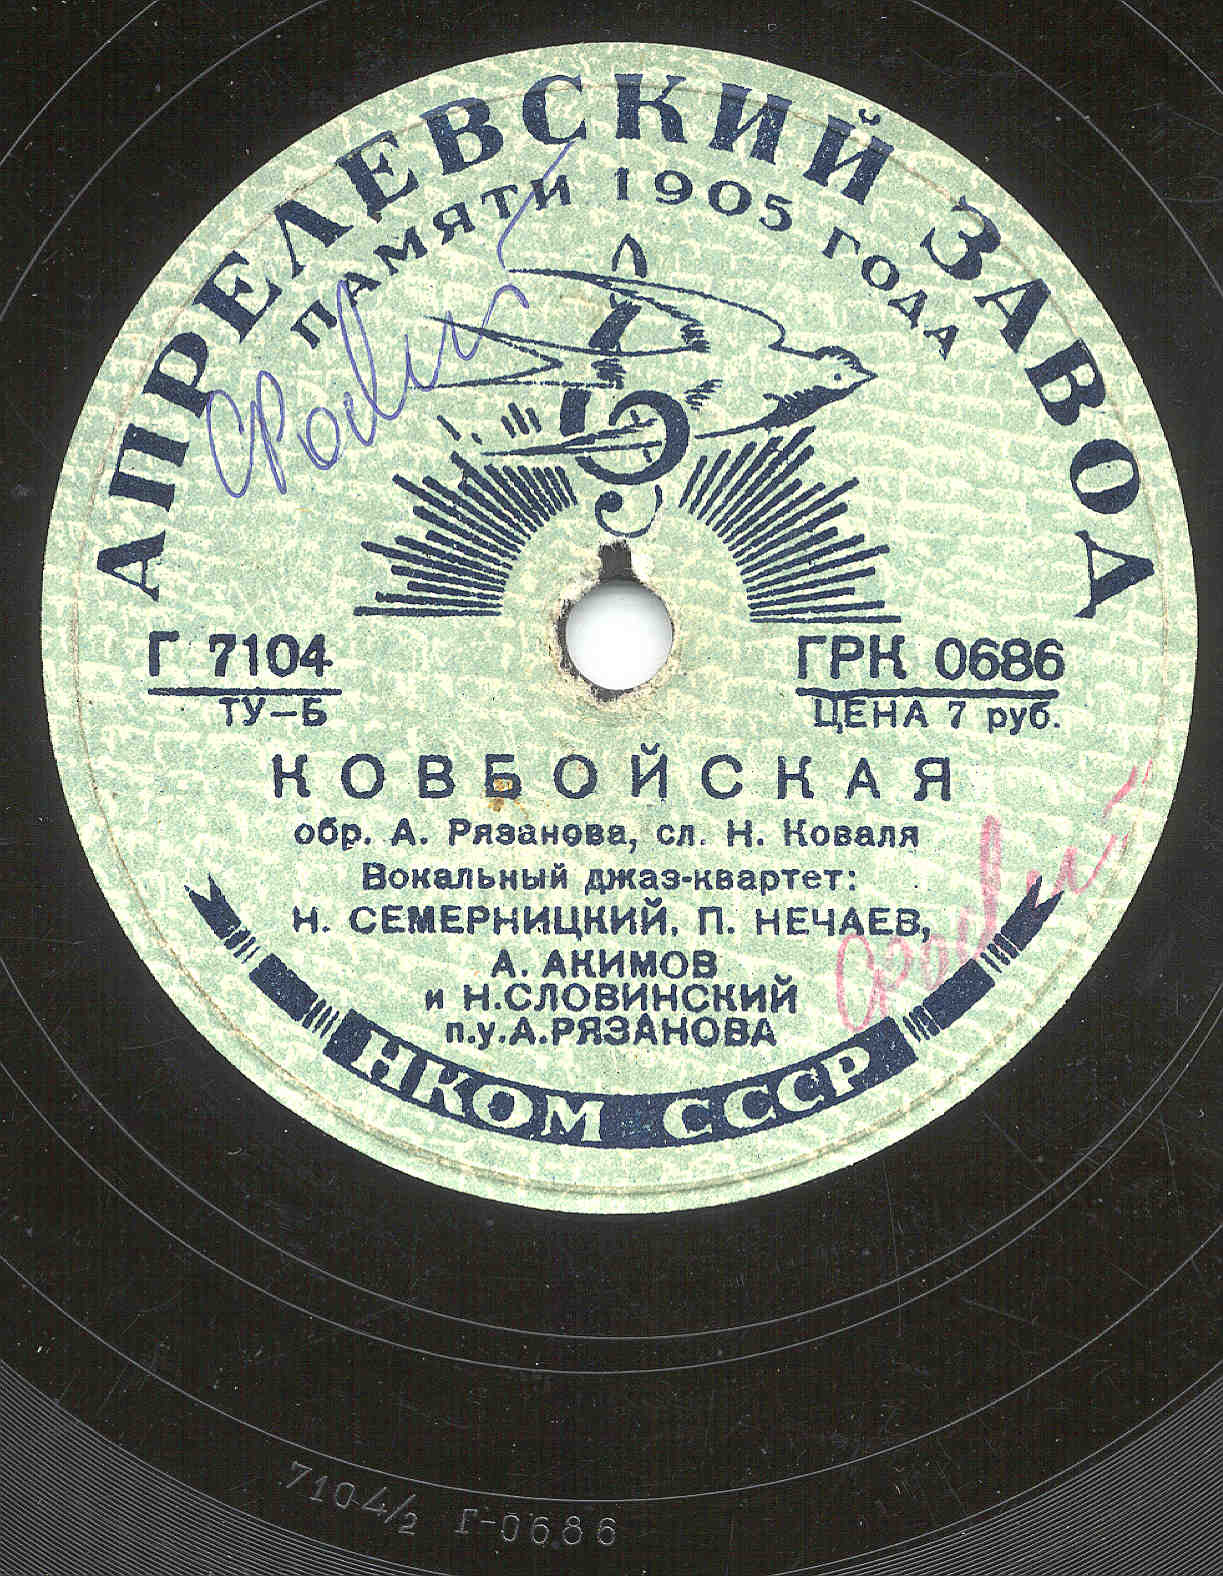 АПРЕЛЕВСКИЙ ЗАВОД
ПАМЯТИ 1905 ГОДА
Г 7104
ТУ-Б
ГРК 0686
ЦЕНА 7 руб.
КОВБОЙСКАЯ
обр. А. Рязанова, сл. Н. Коваля
Вокальный джаз-квартет:
Н. СЕМЕРНИЦКИЙ, П. НЕЧАЕВ,
А. АКИМОВ
и Н.СЛОВИНСКИЙ
п.у.А.РЯЗАНОВА
НКОМ СССР
7104/2 Г-0686